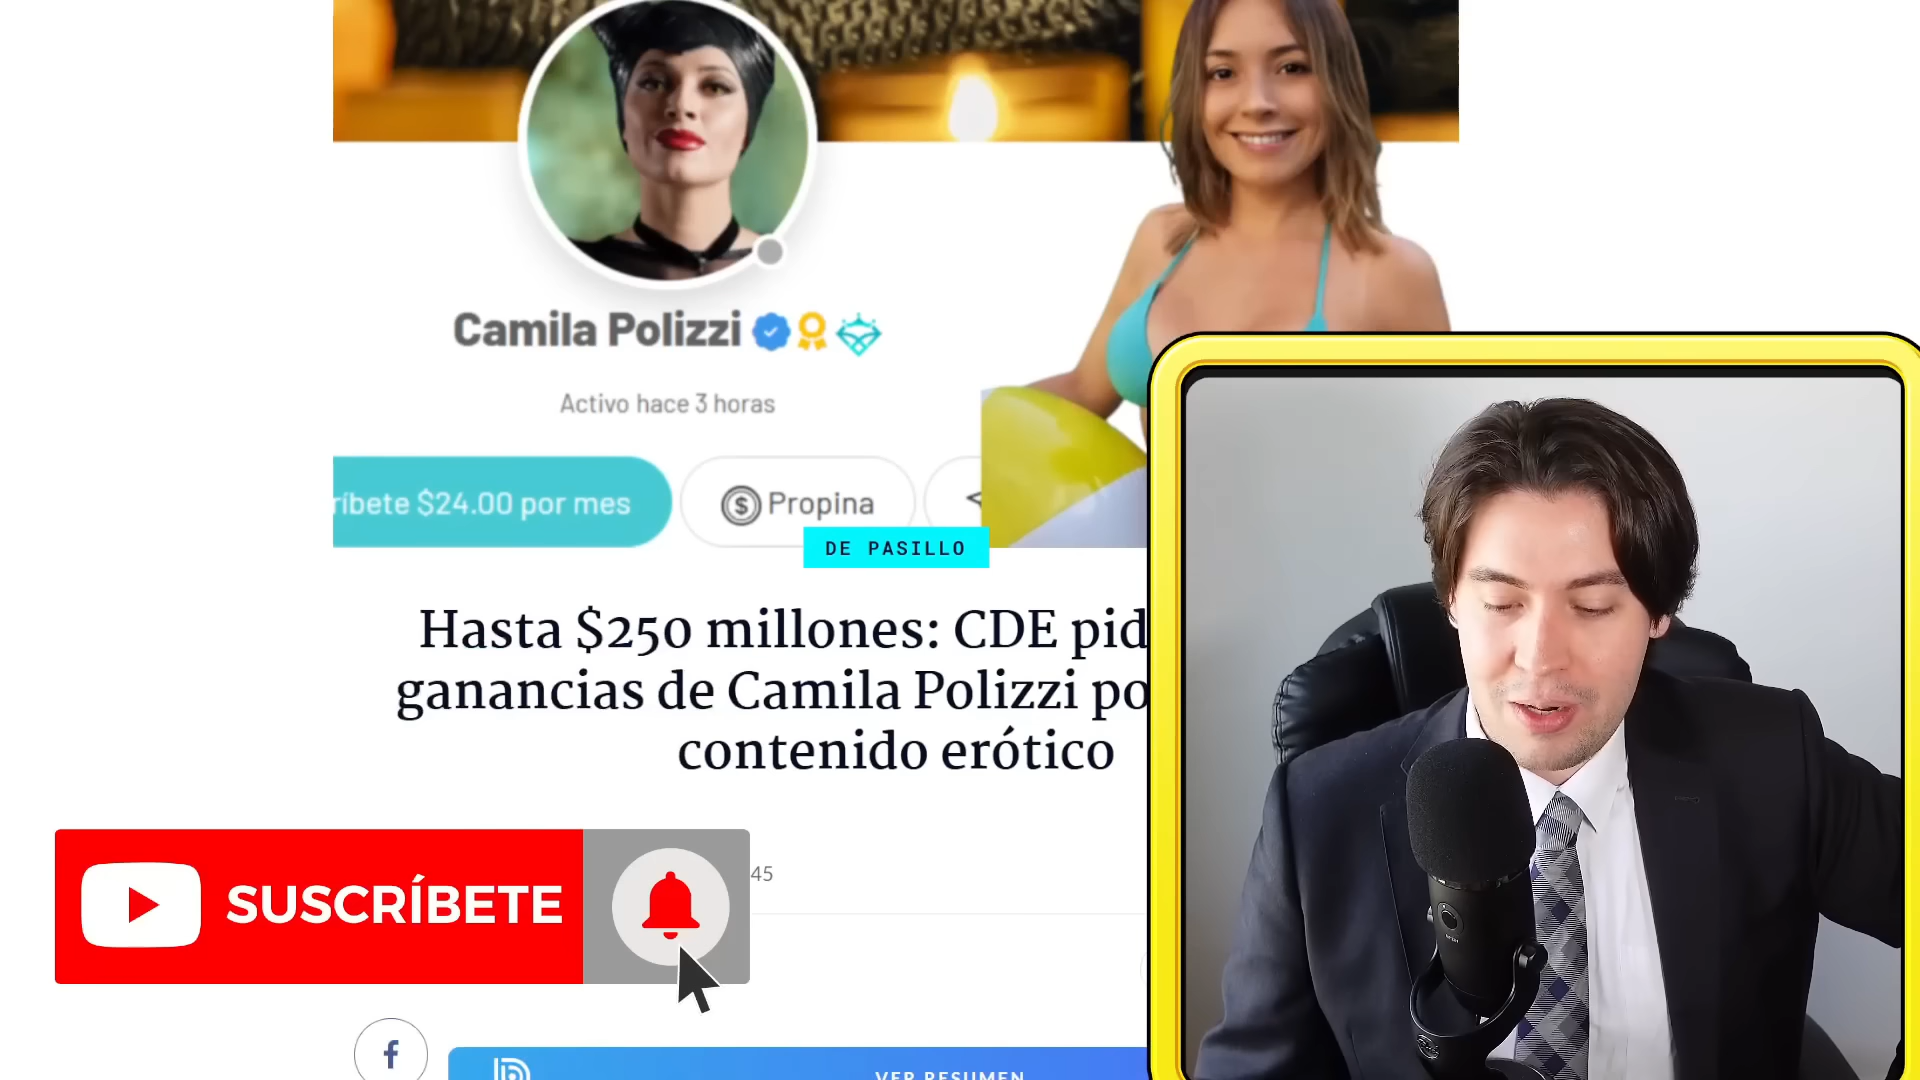 Camila Polizzi
Activo hace 3 horas
ríbete $24.00 por mes
Propina
DE PASILLO
Hasta $250 millones: CDE pid
ganancias de Camila Polizzi po
contenido erótico
45
SUSCRÍBETE
VER RESUMEN